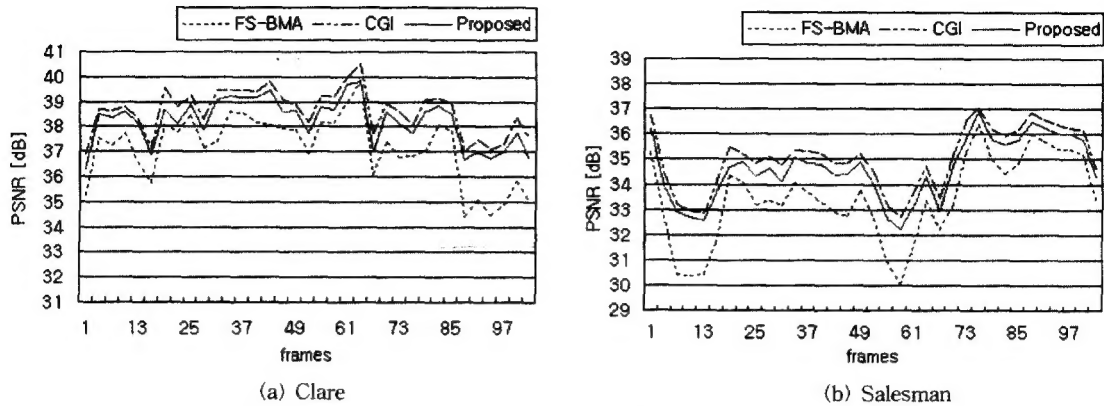 FS-BMA CGI Proposed
PSNR [dB]
41
40
39
38
37
36
35
34
33
32
31
1 13 25 37 49 61 73 85 97
frames
(a) Clare
FS-BMA CGI Proposed
PSNR [dB]
39
38
37
36
35
34
33
32
31
30
29
1 13 25 37 49 61 73 85 97
frames
(b) Salesman